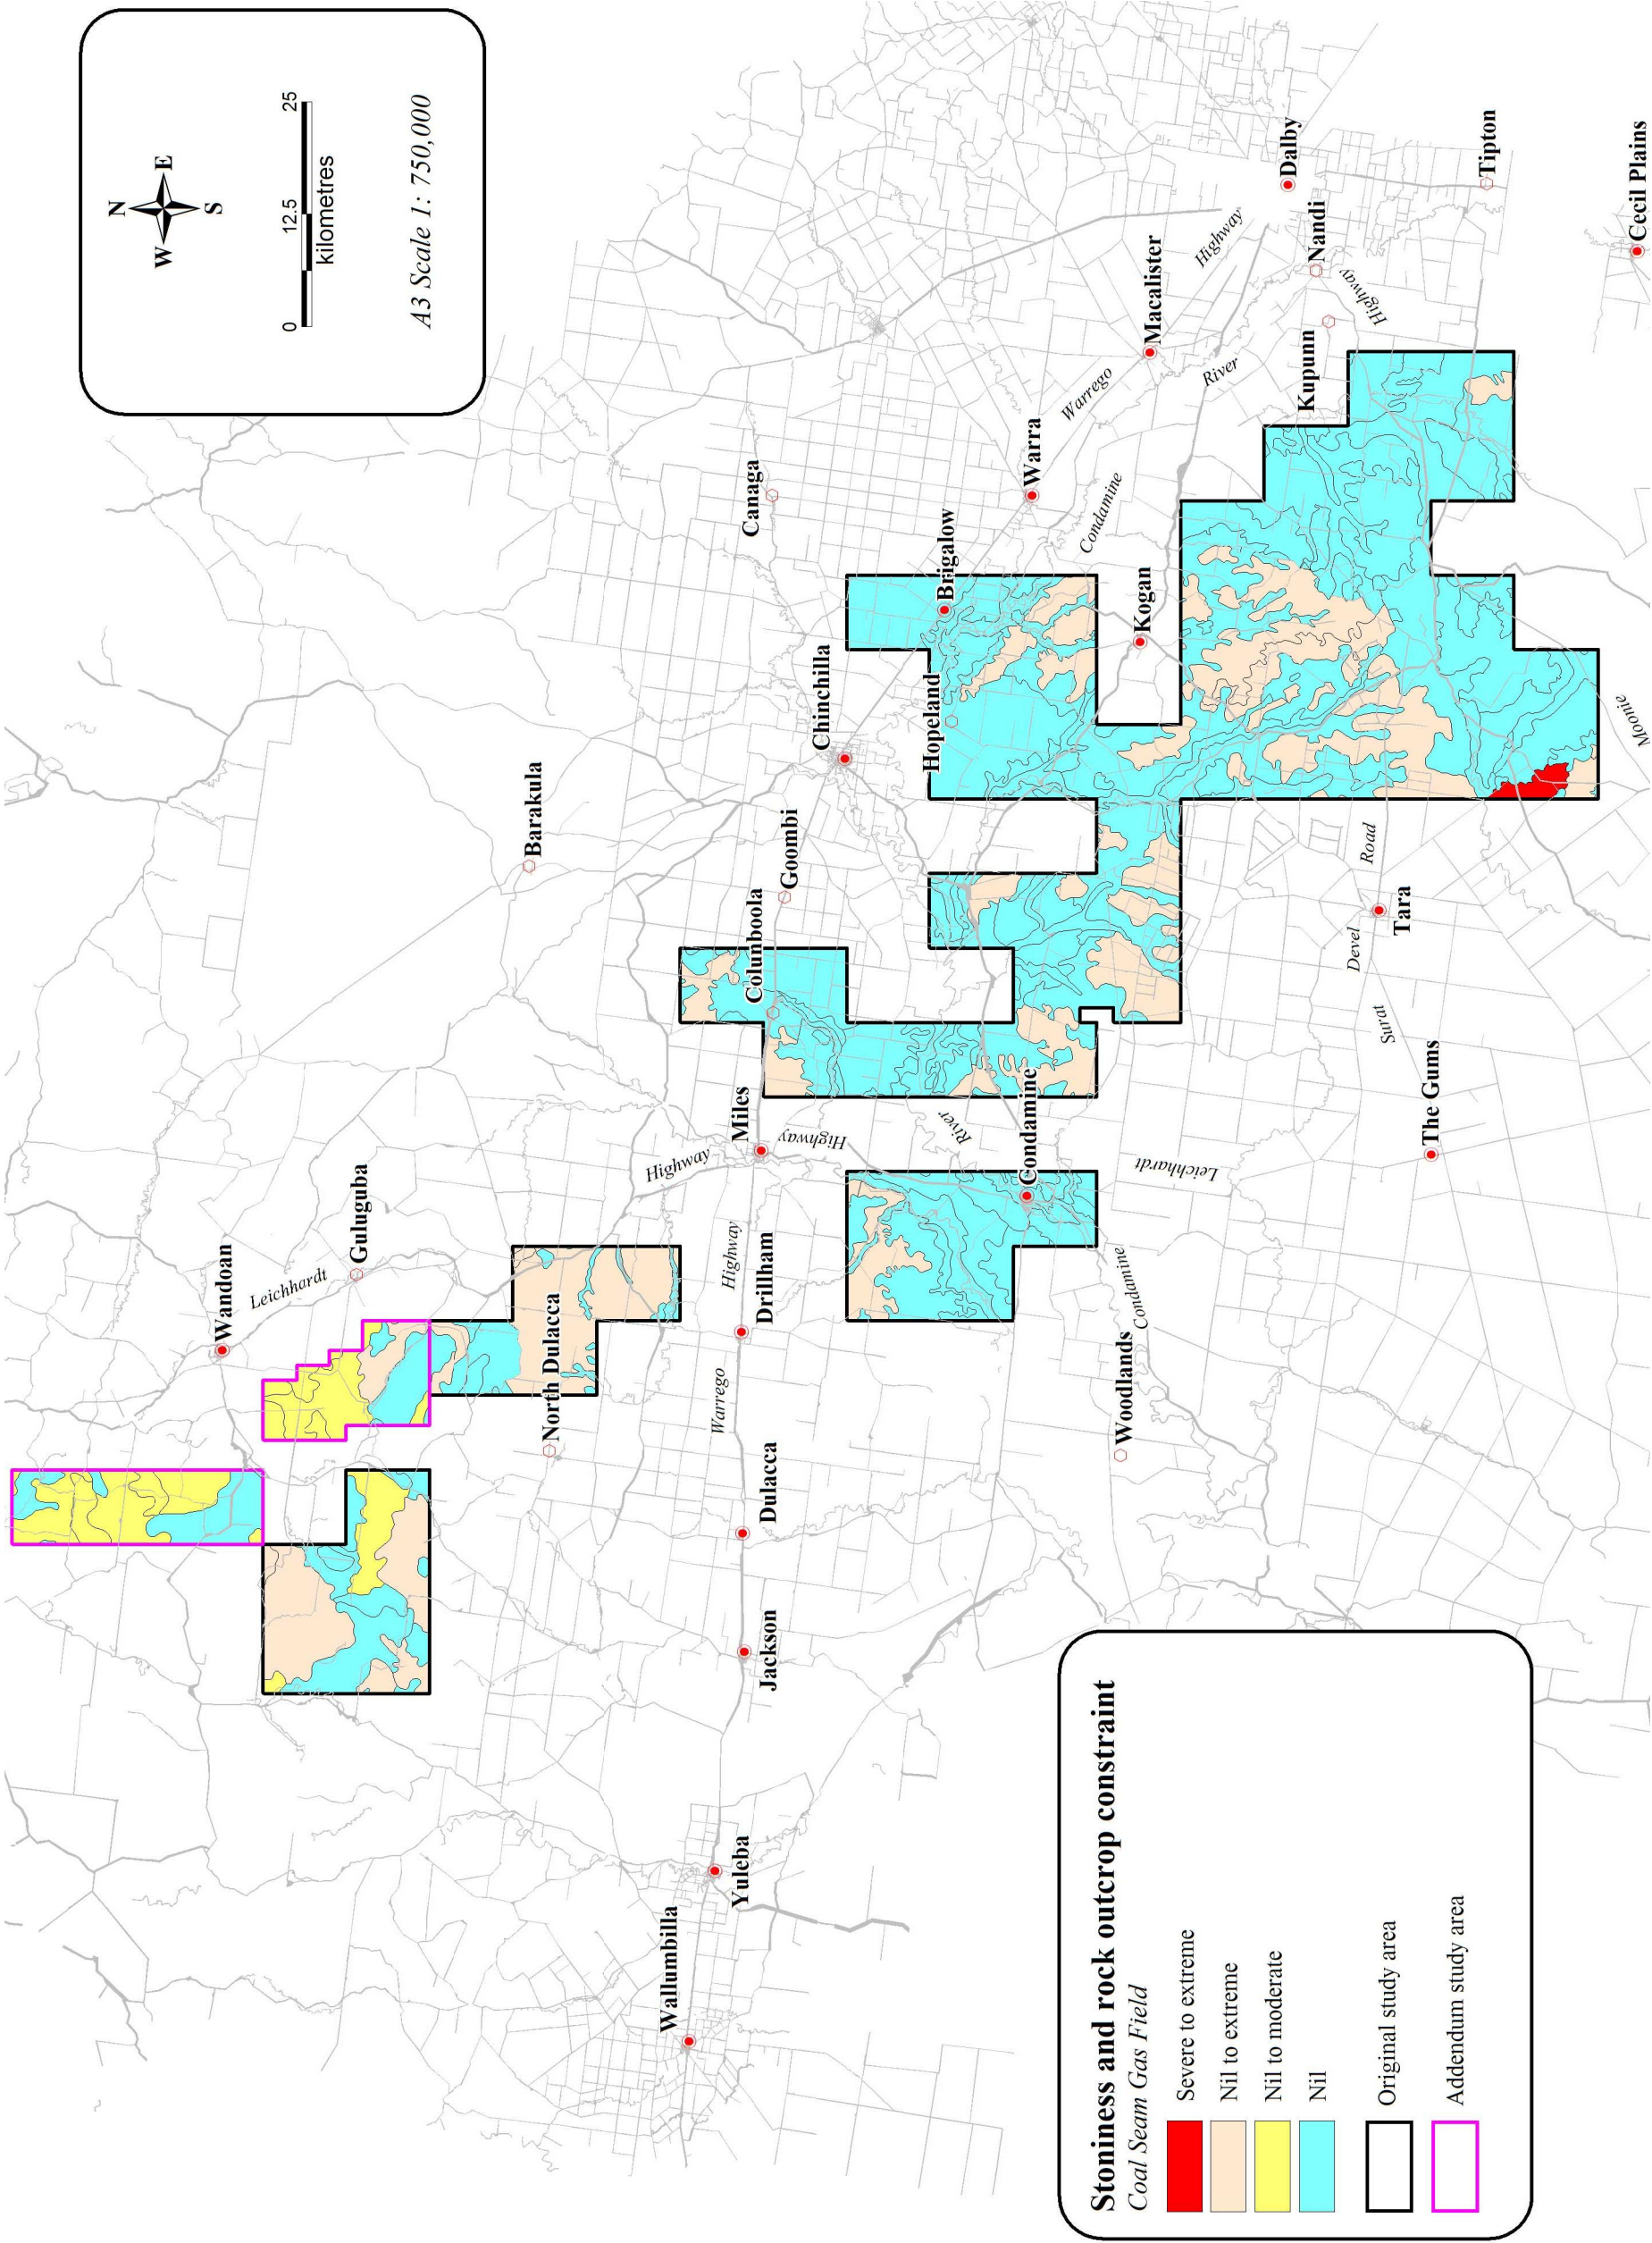 N
W E
S
0 12.5 25
kilometres
A3 Scale 1: 750,000
Wandoan
Leichhardt
Guluguba
Barakula
North Dulacca
Highway
Wallumbilla
Yuleba
Jackson
Dulacca
Warrego
Drillham
Highway
Miles
Highway
Columboola
Goombi
Canaga
Chinchilla
Hopeland
Brigalow
Warra
Warrego
Macalister
Highway
Dalby
River
Condamine
Condamine
River
Kogan
Nandi
Kupunn
Highway
Woodlands
Condamine
Leichhardt
The Gums
Surat
Devel
Road
Tara
Tipton
Cecil Plains
Moonie
Stoniness and rock outcrop constraint
Coal Seam Gas Field
Severe to extreme
Nil to extreme
Nil to moderate
Nil
Original study area
Addendum study area